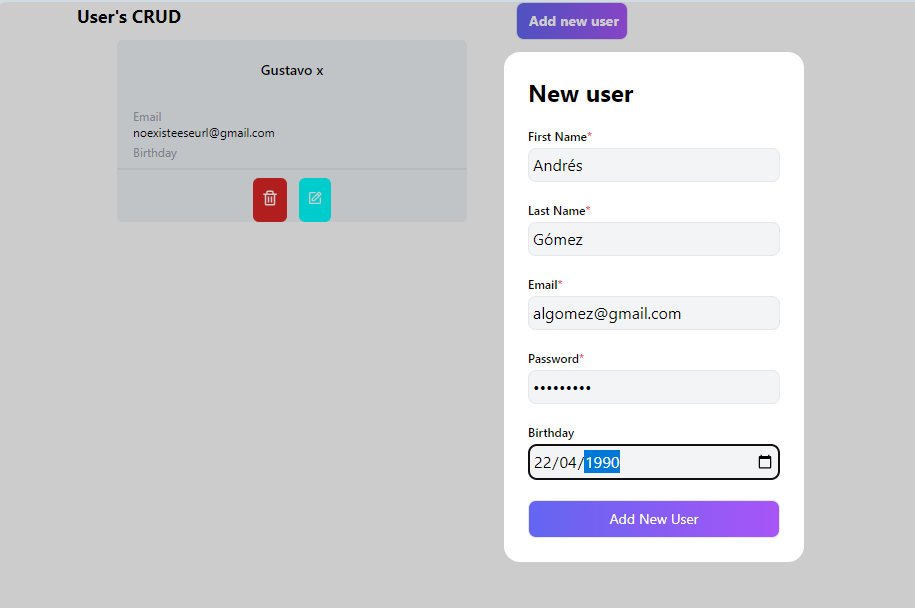 User's CRUD
Add new user
Gustavo x
Email
noexisteeseurl@gmail.com
Birthday
New user
First Name*
Andrés
Last Name*
Gómez
Email*
algomez@gmail.com
Password*
•••••••••
Birthday
22/04/1990
Add New User